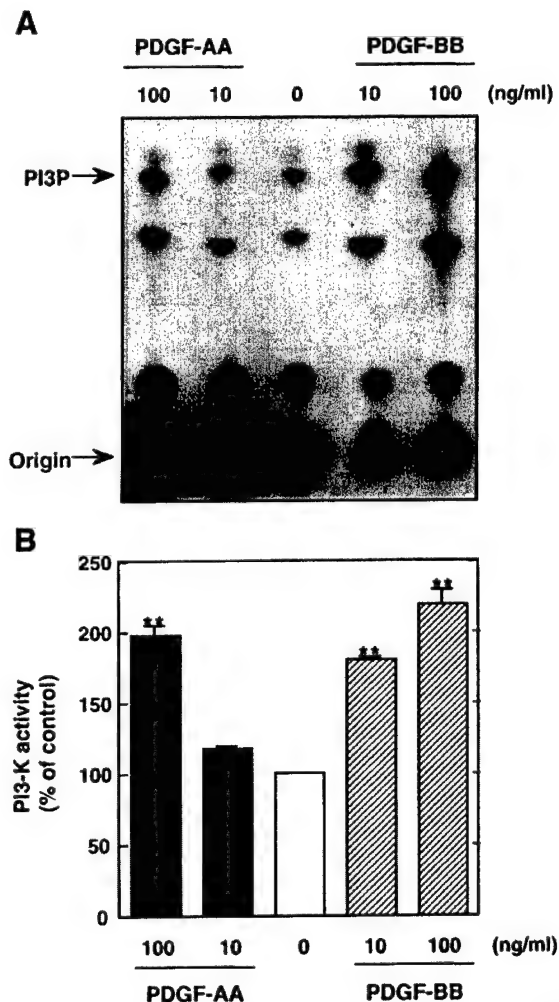 A
PDGF-AA PDGF-BB
100 10 0 10 100 (ng/ml)
PI3P
Origin
B
250
200
150
100
50
0
PI3-K activity
(% of control)
** ** **
100 10 0 10 100 (ng/ml)
PDGF-AA PDGF-BB